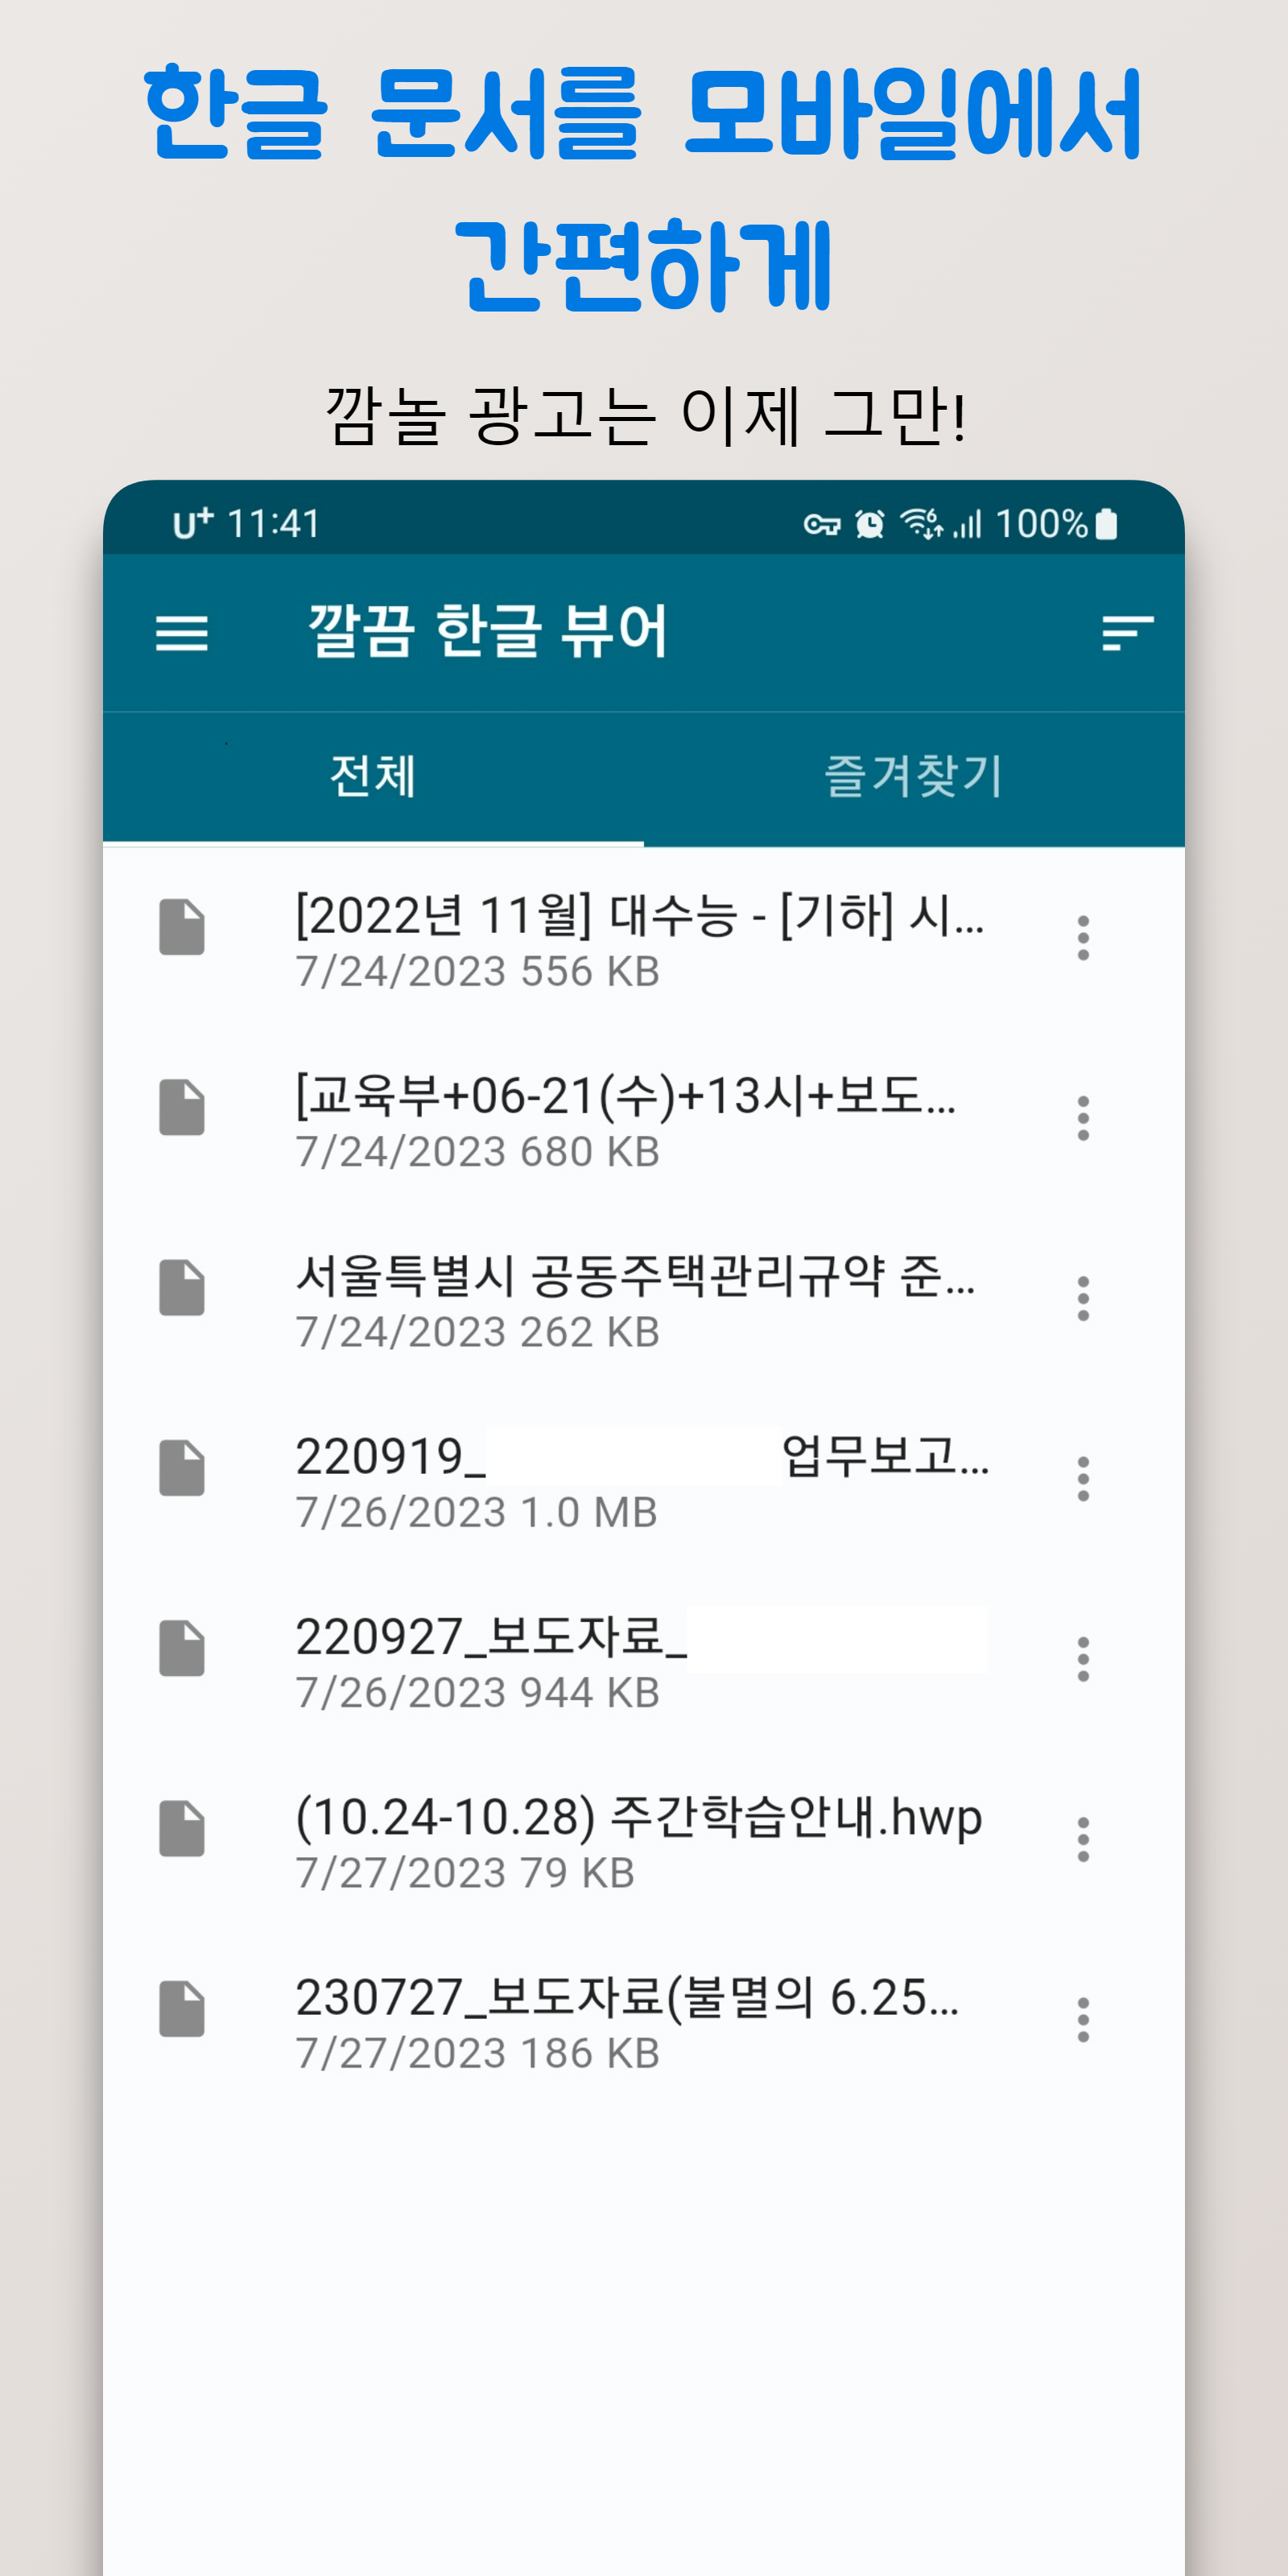 한글 문서를 모바일에서
간편하게
깜놀 광고는 이제 그만!
U+ 11:41 6 100%
깔끔 한글 뷰어
전체 즐겨찾기
[2022년 11월] 대수능 - [기하] 시...
7/24/2023 556 KB
[교육부+06-21(수)+13시+보도...
7/24/2023 680 KB
서울특별시 공동주택관리규약 준...
7/24/2023 262 KB
220919_ 업무보고...
7/26/2023 1.0 MB
220927_보도자료_
7/26/2023 944 KB
(10.24-10.28) 주간학습안내.hwp
7/27/2023 79 KB
230727_보도자료(불멸의 6.25...
7/27/2023 186 KB